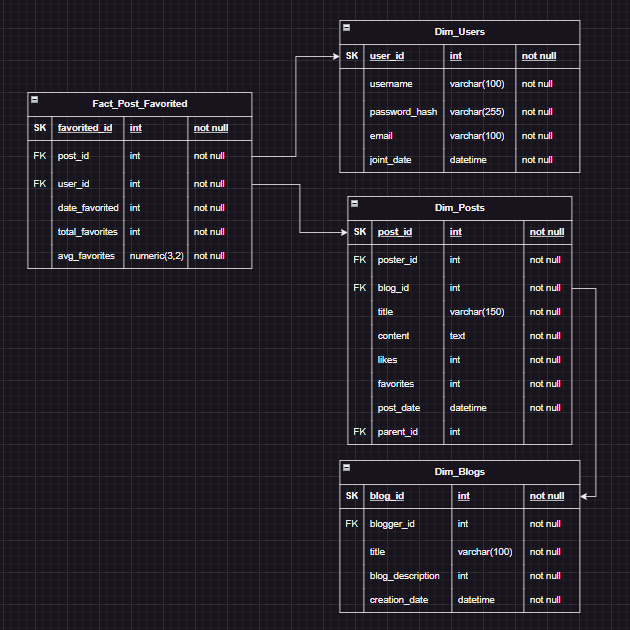 Dim_Users
SK user_id int not null
username varchar(100) not null
password_hash varchar(255) not null
email varchar(100) not null
joint_date datetime not null
Fact_Post_Favorited
SK favorited_id int not null
FK post_id int not null
FK user_id int not null
date_favorited int not null
total_favorites int not null
avg_favorites numeric(3,2) not null
Dim_Posts
SK post_id int not null
FK poster_id int not null
FK blog_id int not null
title varchar(150) not null
content text not null
likes int not null
favorites int not null
post_date datetime not null
FK parent_id int
Dim_Blogs
SK blog_id int not null
FK blogger_id int not null
title varchar(100) not null
blog_description int not null
creation_date datetime not null